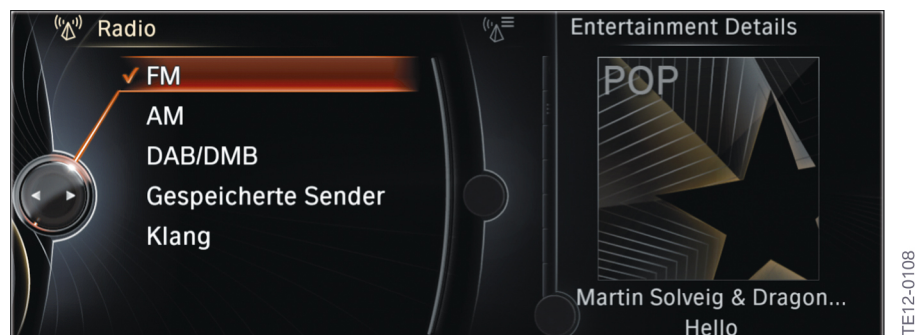 Radio
FM
AM
DAB/DMB
Gespeicherte Sender
Klang
Entertainment Details
POP
Martin Solveig & Dragon...
Hello
TE12-0108